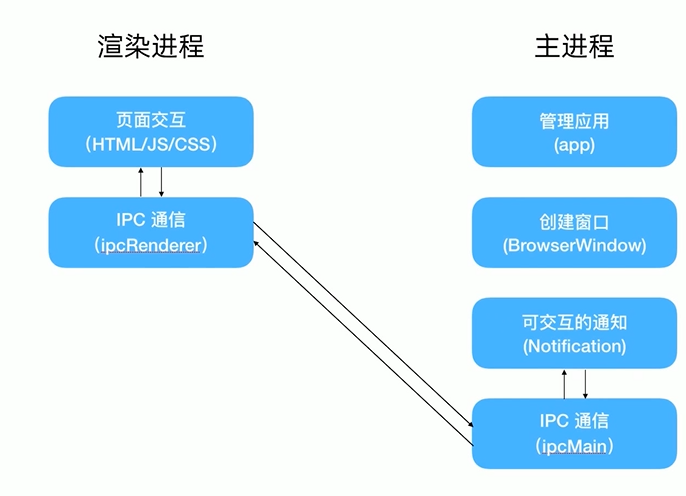 渲染进程
主进程
页面交互
（HTML/JS/CSS）
IPC 通信
（ipcRenderer）
管理应用
(app)
创建窗口
(BrowserWindow)
可交互的通知
(Notification)
IPC 通信
（ipcMain）